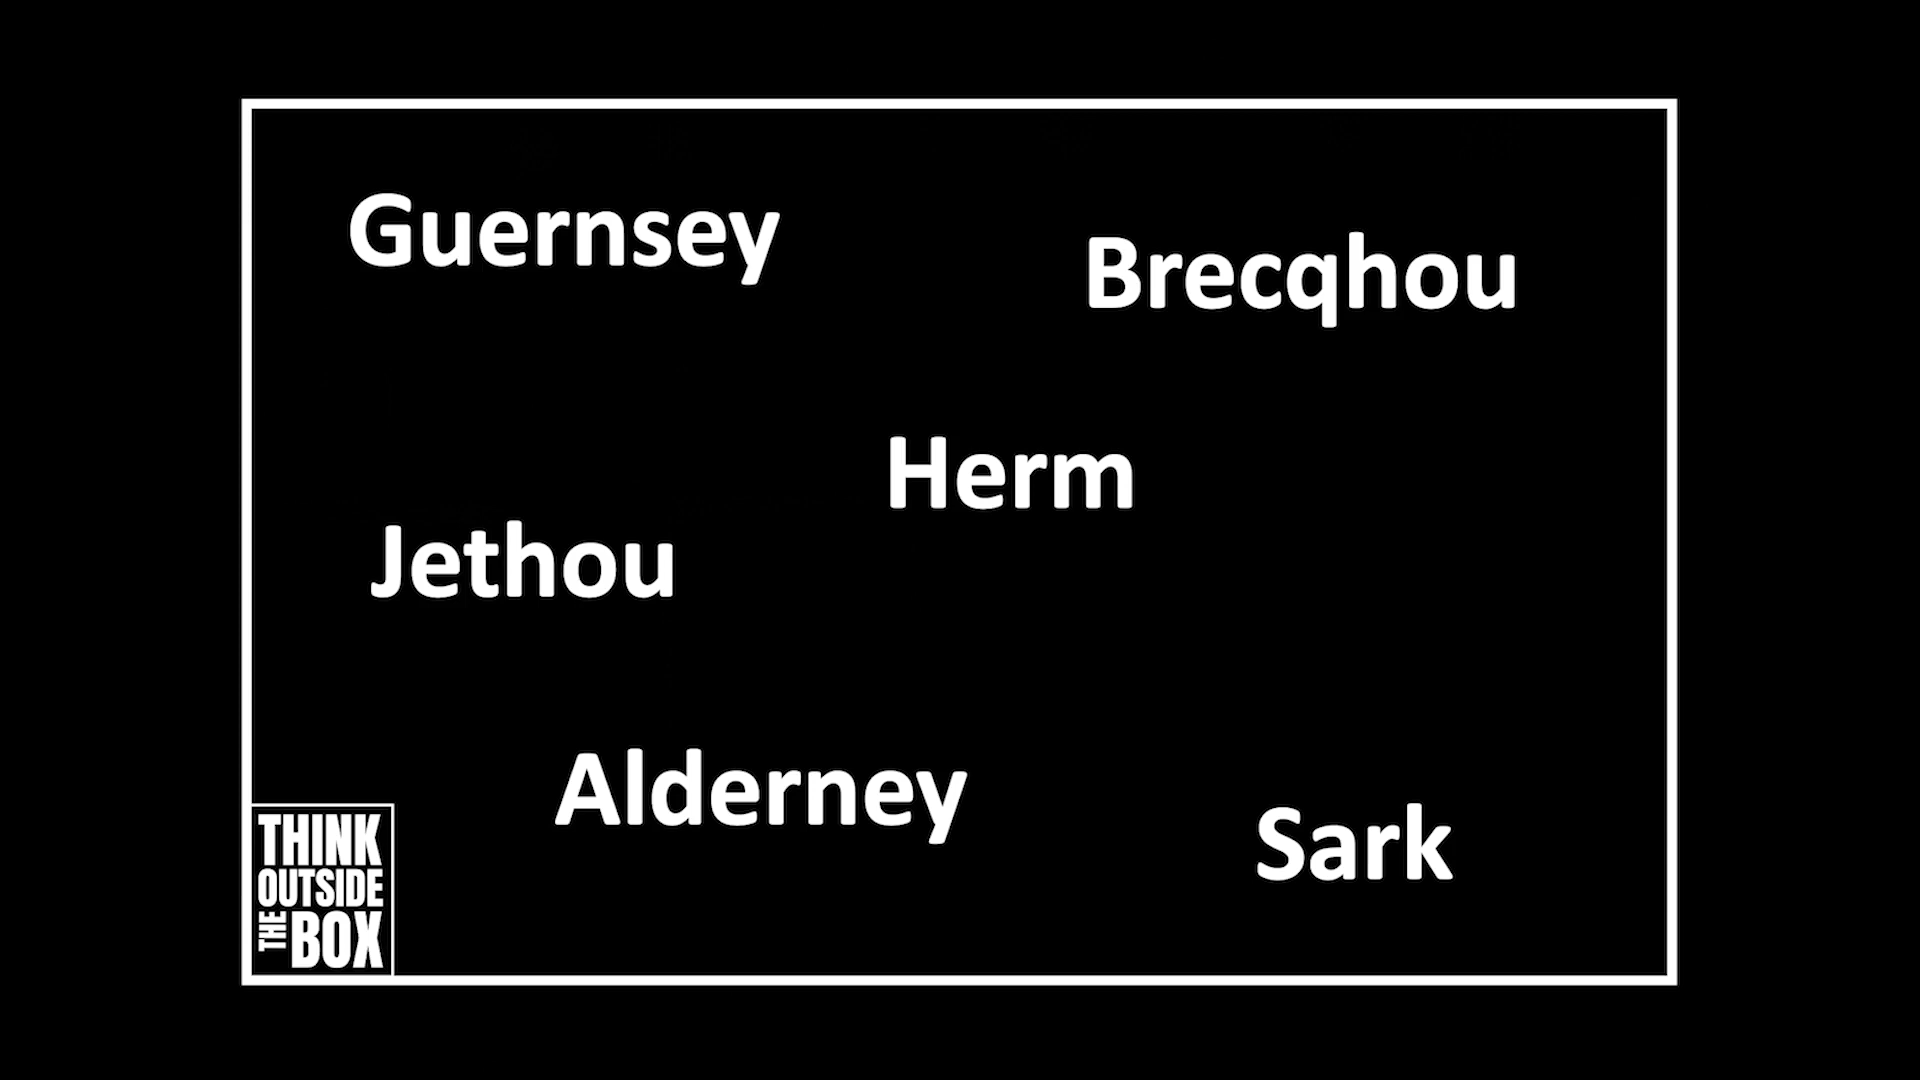 Guernsey
Brecqhou
Herm
Jethou
Alderney
Sark
THINK
OUTSIDE
THE BOX